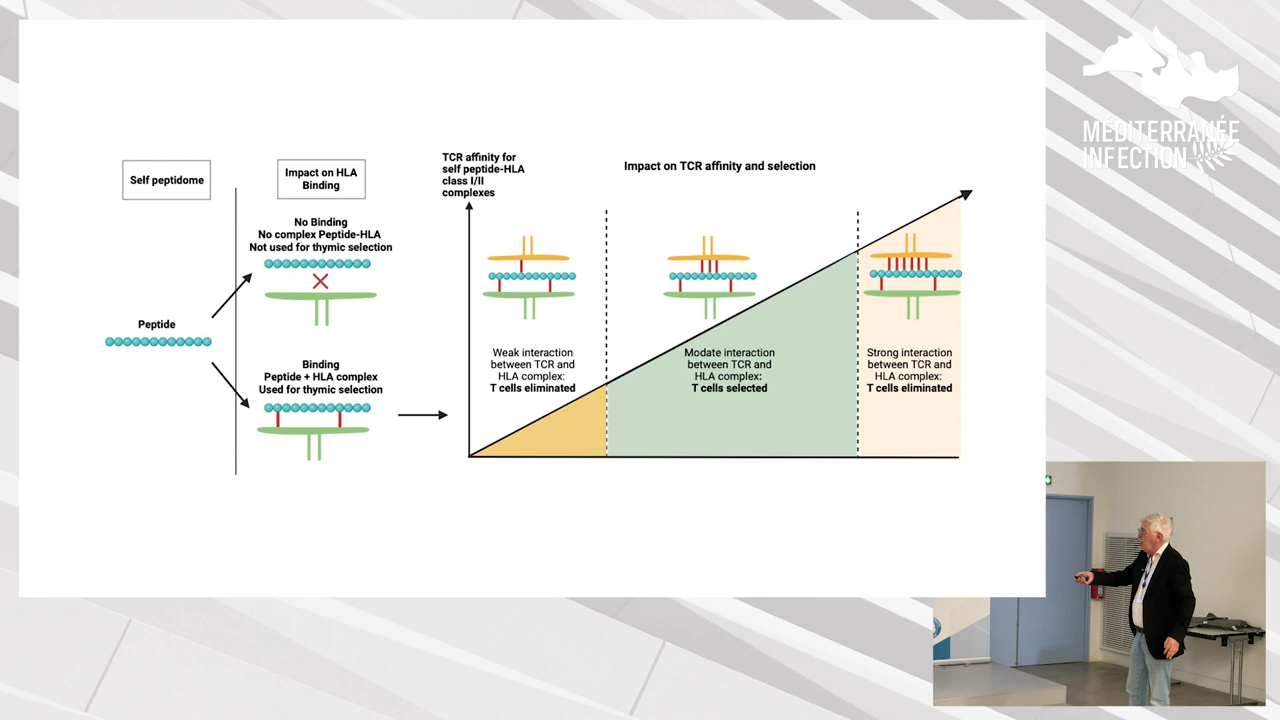 MÉDITERRANÉE
INFECTION
Self peptidome
Impact on HLA
Binding
No Binding
No complex Peptide-HLA
Not used for thymic selection
Peptide
Binding
Peptide + HLA complex
Used for thymic selection
TCR affinity for
self peptide-HLA
class I/II
complexes
Impact on TCR affinity and selection
Weak interaction
between TCR and
HLA complex:
T cells eliminated
Modate interaction
between TCR and
HLA complex:
T cells selected
Strong interaction
between TCR and
HLA complex:
T cells eliminated